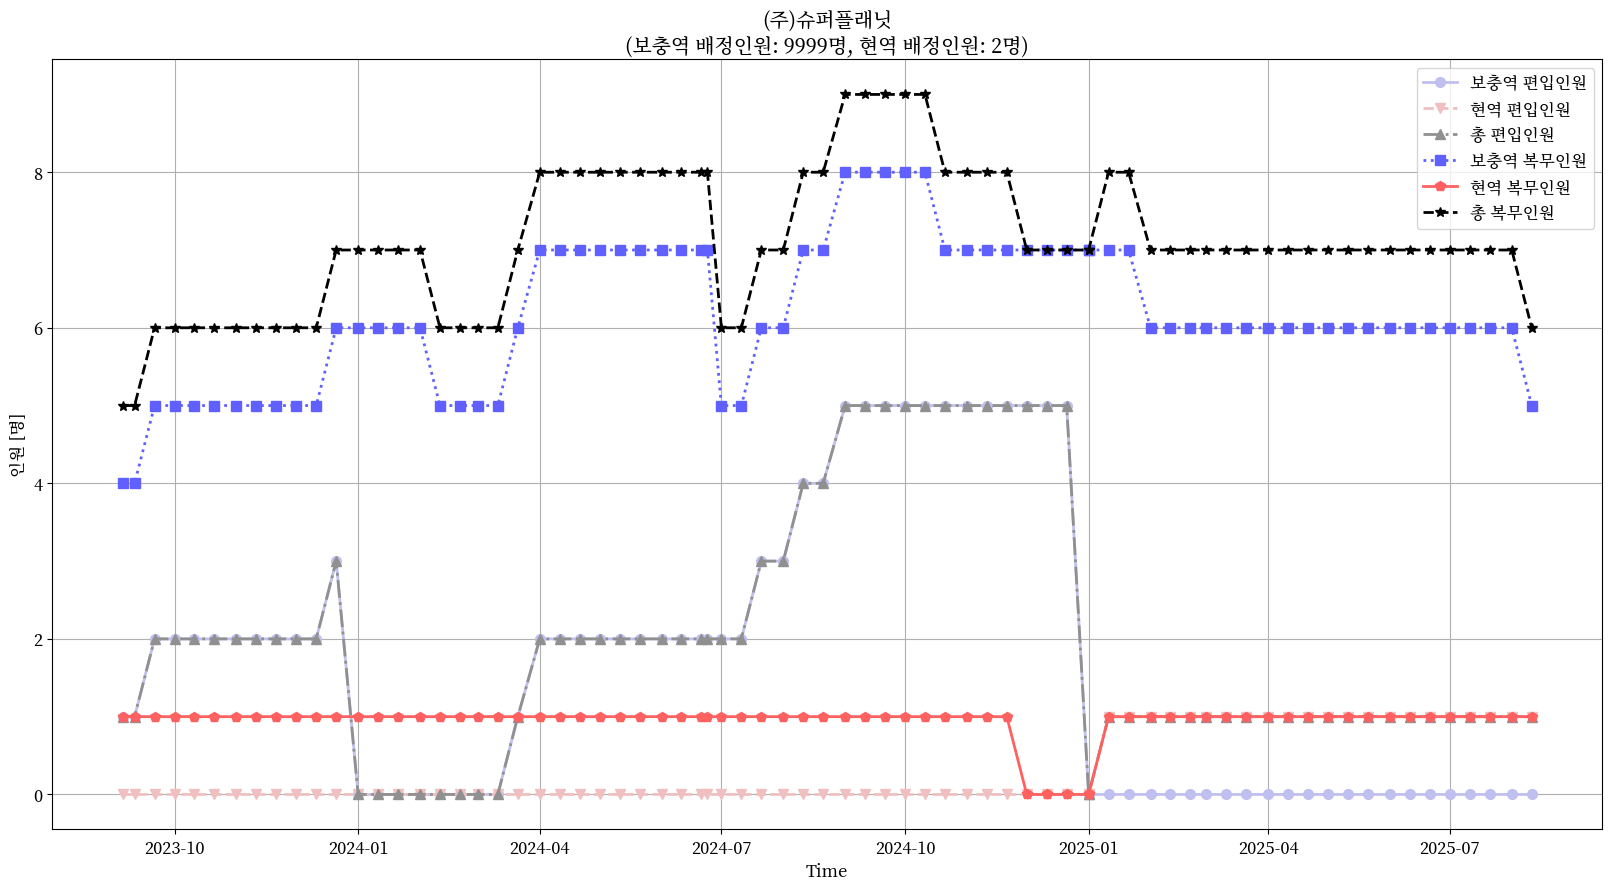 (주)슈퍼플래닛
(보충역 배정인원: 9999명, 현역 배정인원: 2명)
보충역 편입인원
현역 편입인원
총 편입인원
보충역 복무인원
현역 복무인원
총 복무인원
인원 [명]
8
6
4
2
0
2023-10
2024-01
2024-04
2024-07
2024-10
2025-01
2025-04
2025-07
Time